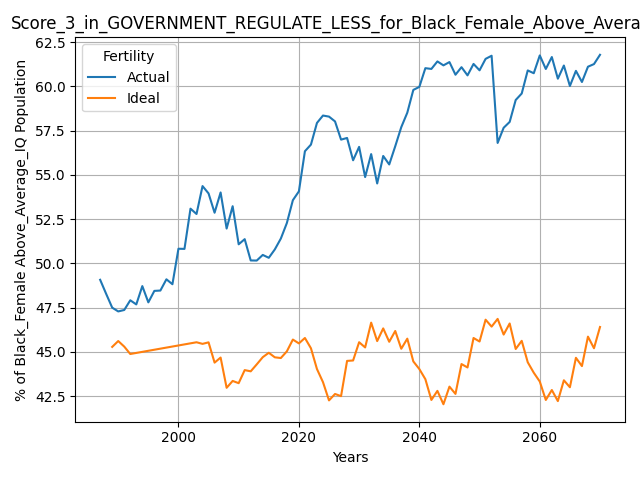 Score_3_in_GOVERNMENT_REGULATE_LESS_for_Black_Female_Above_Avera
Fertility
Actual
Ideal
62.5
60.0
57.5
55.0
52.5
50.0
47.5
45.0
42.5
% of Black_Female Above_Average_IQ Population
2000
2020
2040
2060
Years